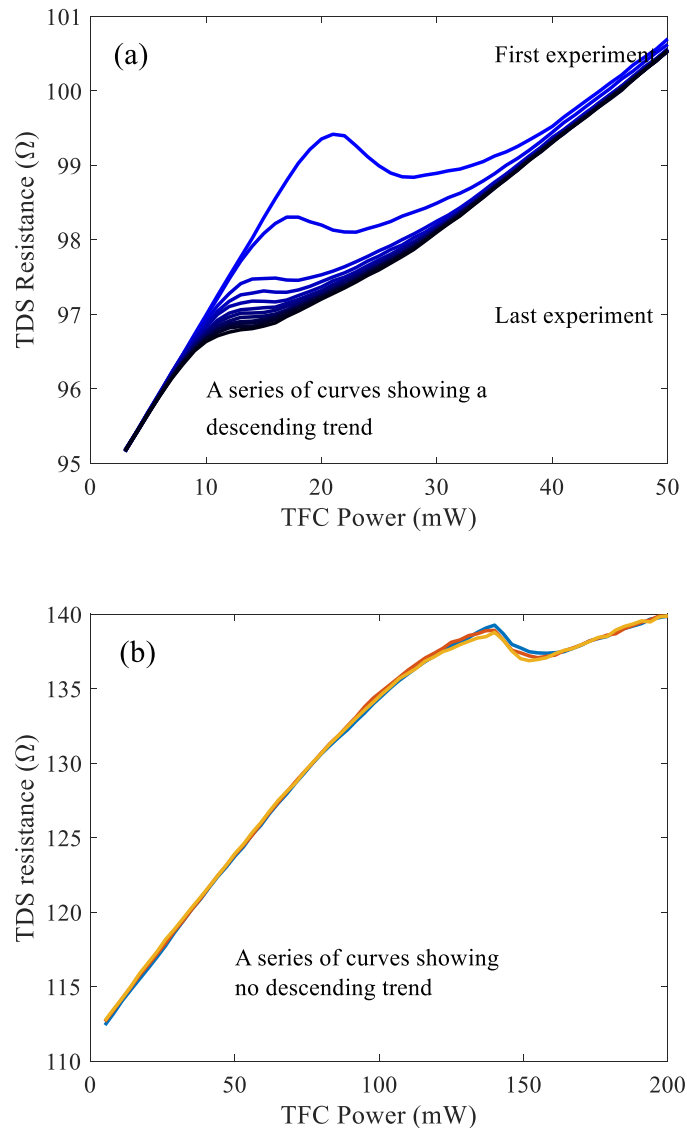 (a)
First experiment
Last experiment
A series of curves showing a
descending trend
TDS Resistance (Ω)
101
100
99
98
97
96
95
0 10 20 30 40 50
TFC Power (mW)
(b)
A series of curves showing
no descending trend
TDS resistance (Ω)
140
135
130
125
120
115
110
0 50 100 150 200
TFC Power (mW)